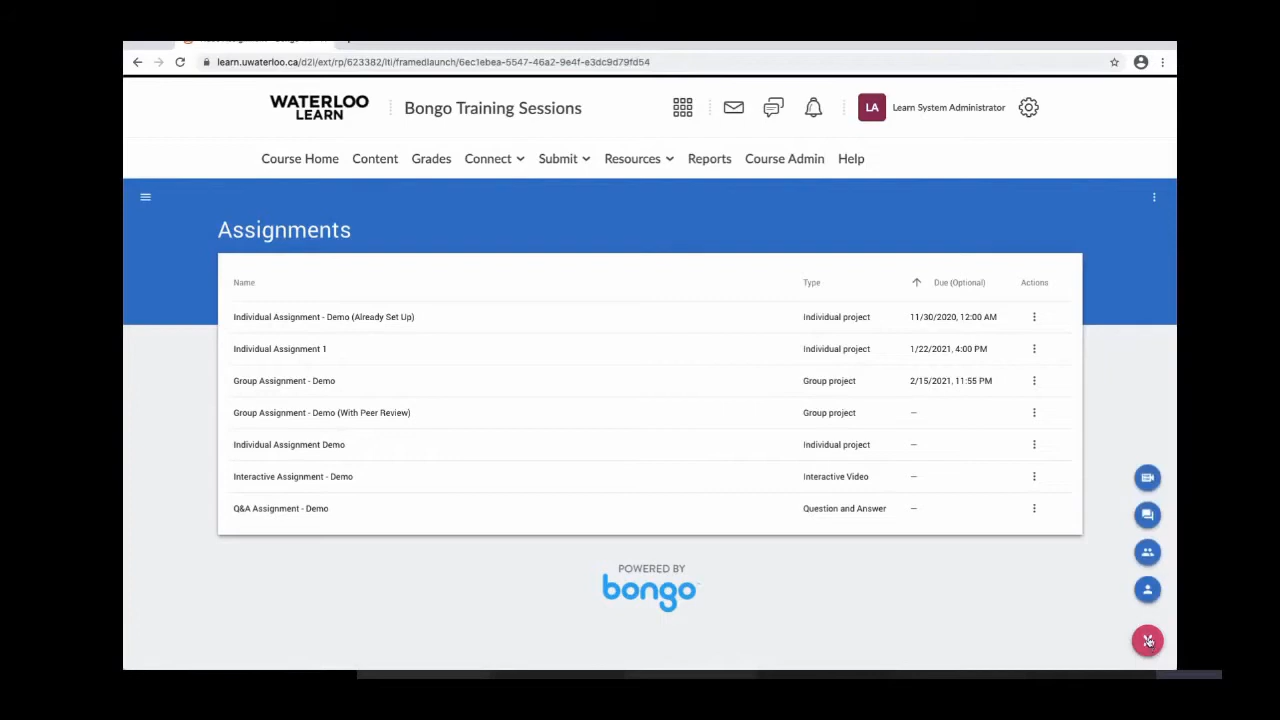 learn.uwaterloo.ca/d2l/ext/rp/623382/lti/framedlaunch/6ec1ebea-5547-46a2-9e4f-e3dc9d79fd54
WATERLOO
LEARN
Bongo Training Sessions
LA
Learn System Administrator
Course Home Content Grades Connect Submit Resources Reports Course Admin Help
Assignments
Name Type Due (Optional) Actions
Individual Assignment - Demo (Already Set Up) Individual project 11/30/2020, 12:00 AM
Individual Assignment 1 Individual project 1/22/2021, 4:00 PM
Group Assignment - Demo Group project 2/15/2021, 11:55 PM
Group Assignment - Demo (With Peer Review) Group project –
Individual Assignment Demo Individual project –
Interactive Assignment - Demo Interactive Video –
Q&A Assignment - Demo Question and Answer –
POWERED BY
bongo